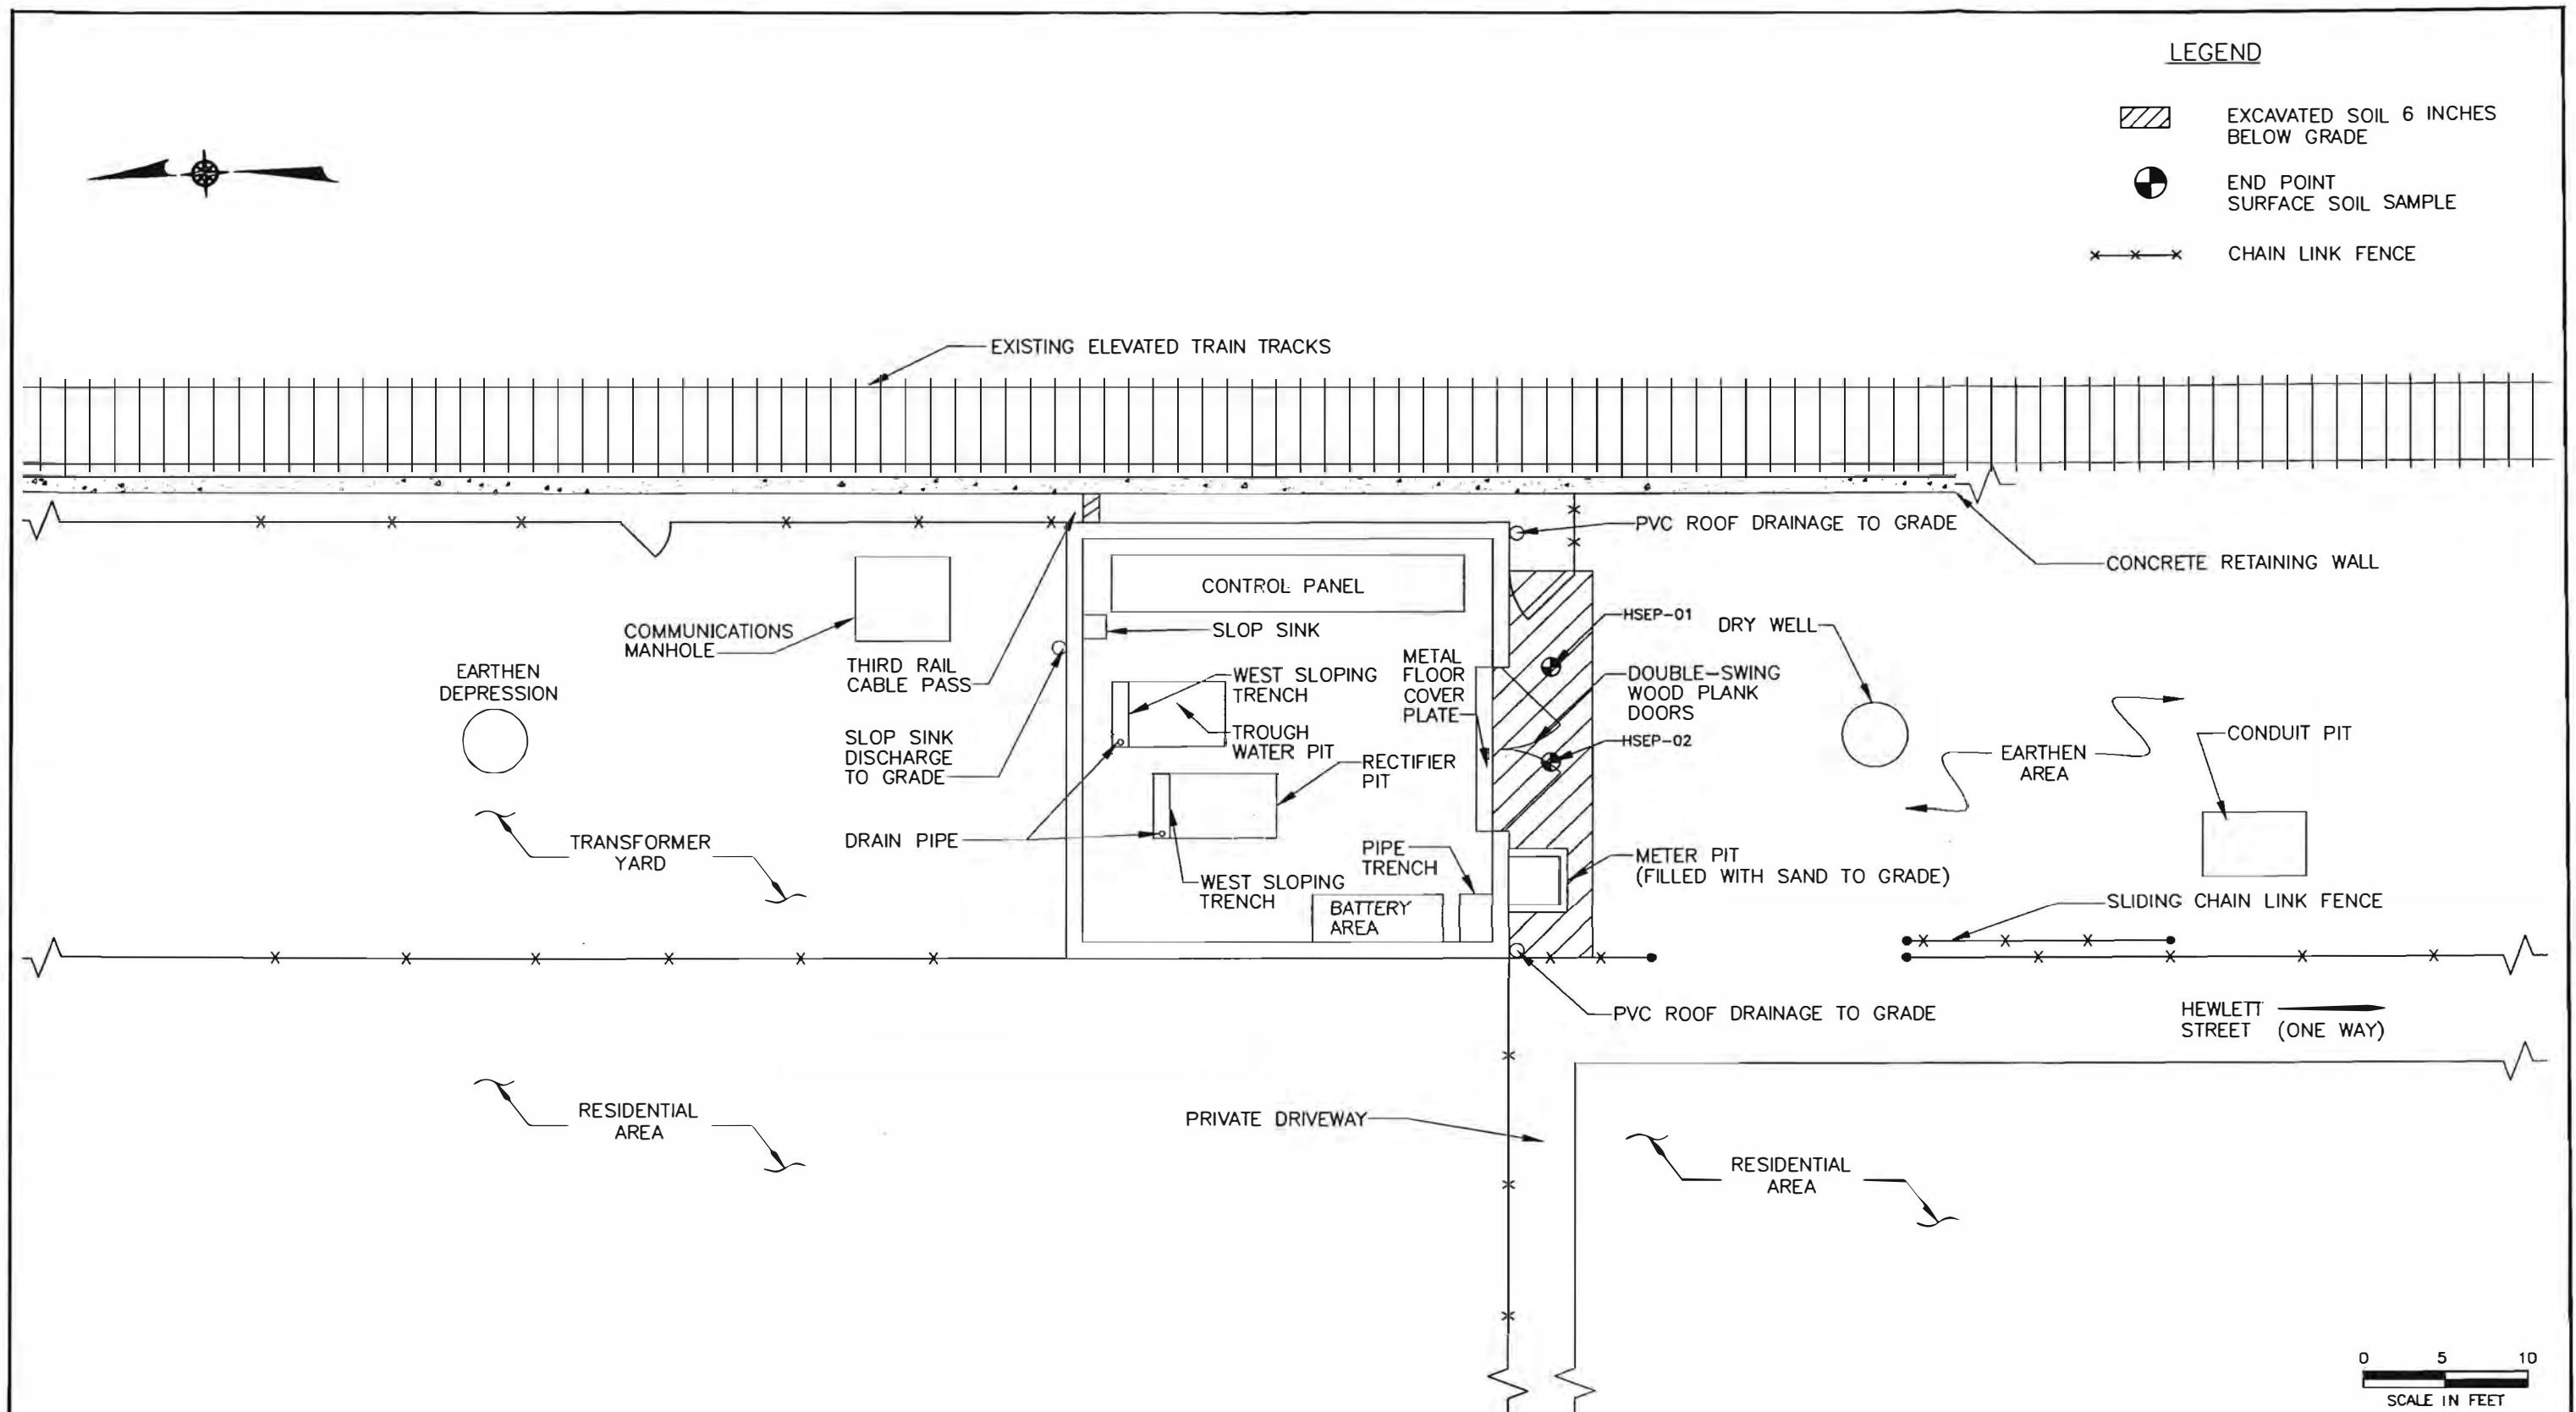 LEGEND
EXCAVATED SOIL 6 INCHES
BELOW GRADE
END POINT
SURFACE SOIL SAMPLE
CHAIN LINK FENCE
EXISTING ELEVATED TRAIN TRACKS
PVC ROOF DRAINAGE TO GRADE
CONCRETE RETAINING WALL
CONTROL PANEL
SLOP SINK
COMMUNICATIONS
MANHOLE
EARTHEN
DEPRESSION
THIRD RAIL
CABLE PASS
SLOP SINK
DISCHARGE
TO GRADE
WEST SLOPING
TRENCH
TROUGH
WATER PIT
METAL
FLOOR
COVER
PLATE
HSEP-01
DRY WELL
DOUBLE-SWING
WOOD PLANK
DOORS
HSEP-02
RECTIFIER
PIT
EARTHEN
AREA
CONDUIT PIT
TRANSFORMER
YARD
DRAIN PIPE
WEST SLOPING
TRENCH
PIPE
TRENCH
BATTERY
AREA
METER PIT
(FILLED WITH SAND TO GRADE)
SLIDING CHAIN LINK FENCE
PVC ROOF DRAINAGE TO GRADE
HEWLETT
STREET (ONE WAY)
RESIDENTIAL
AREA
PRIVATE DRIVEWAY
RESIDENTIAL
AREA
0 5 10
SCALE IN FEET